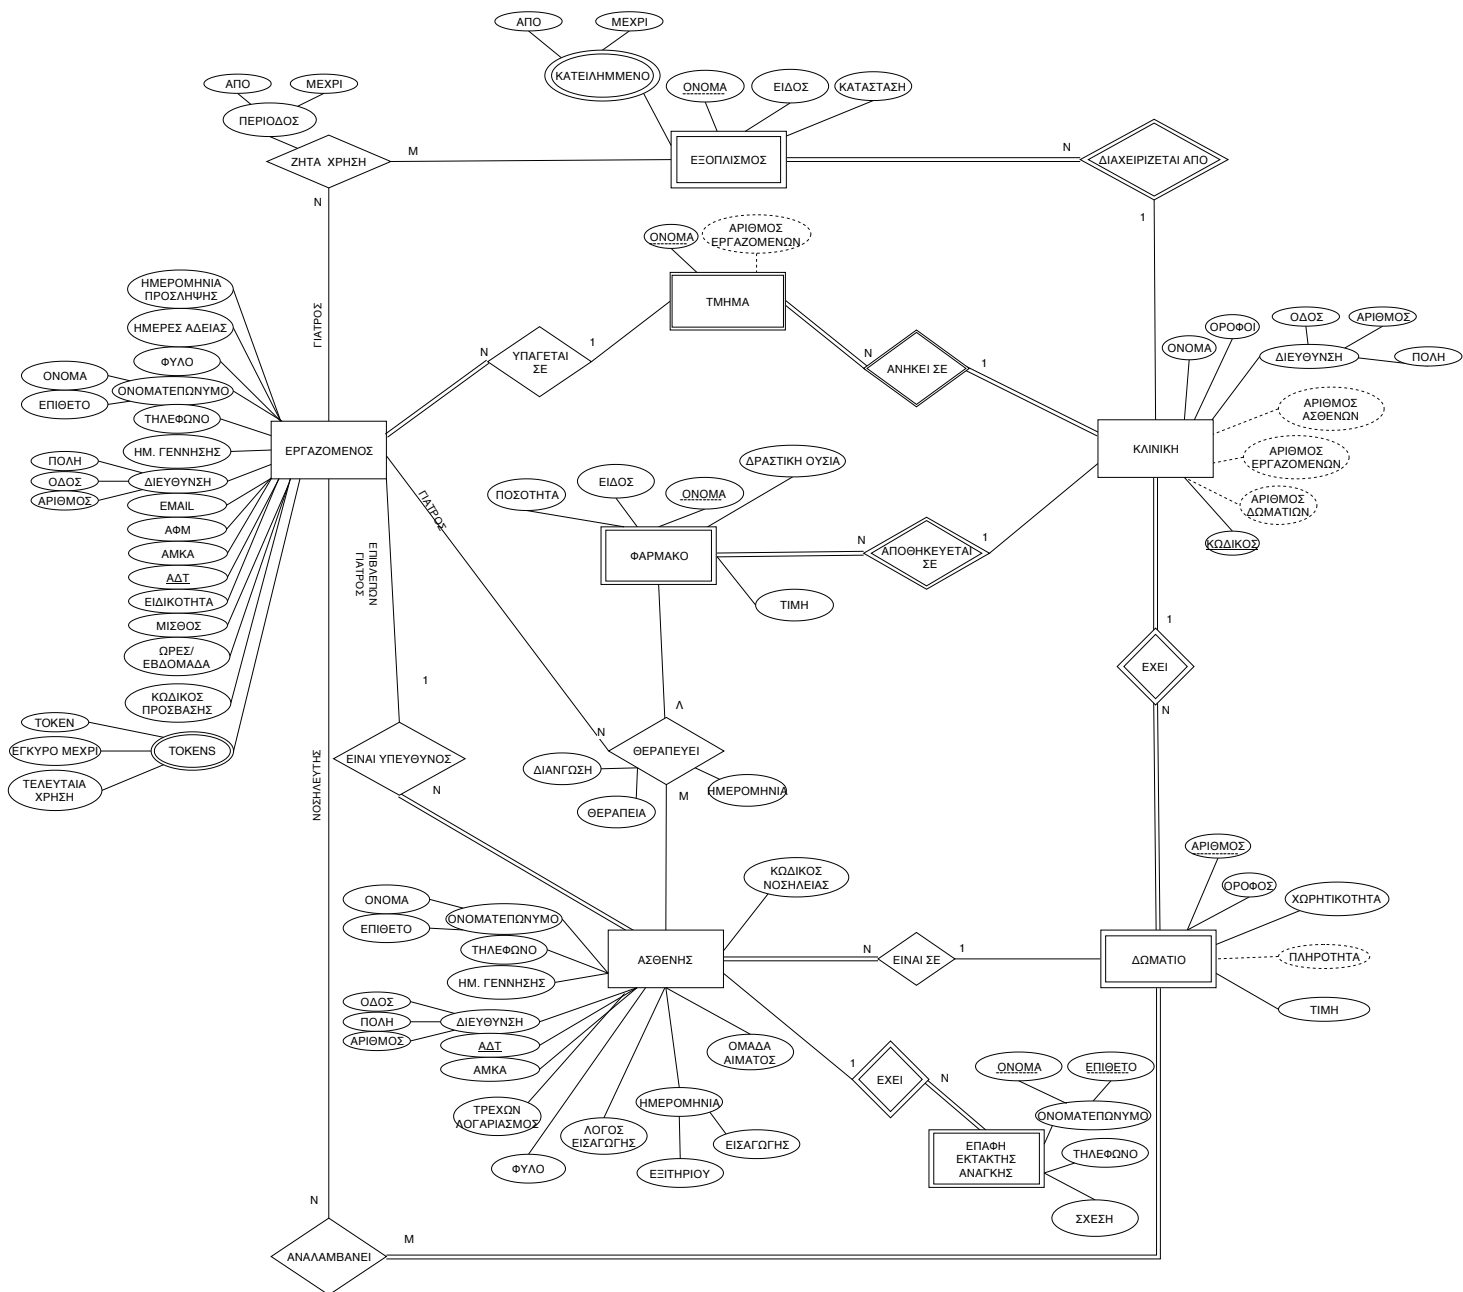 ΑΠΟ
ΜΕΧΡΙ
ΚΑΤΕΙΛΗΜΜΕΝΟ
ΑΠΟ
ΜΕΧΡΙ
ΠΕΡΙΟΔΟΣ
ΟΝΟΜΑ
ΕΙΔΟΣ
ΚΑΤΑΣΤΑΣΗ
ΖΗΤΑ ΧΡΗΣΗ
M
ΕΞΟΠΛΙΣΜΟΣ
N
ΔΙΑΧΕΙΡΙΖΕΤΑΙ ΑΠΟ
N
1
ΓΙΑΤΡΟΣ
ΟΝΟΜΑ
ΑΡΙΘΜΟΣ
ΕΡΓΑΖΟΜΕΝΩΝ
ΤΜΗΜΑ
ΗΜΕΡΟΜΗΝΙΑ
ΠΡΟΣΛΗΨΗΣ
ΗΜΕΡΕΣ ΑΔΕΙΑΣ
ΦΥΛΟ
ΟΝΟΜΑ
ΕΠΙΘΕΤΟ
ΟΝΟΜΑΤΕΠΩΝΥΜΟ
ΤΗΛΕΦΩΝΟ
ΗΜ. ΓΕΝΝΗΣΗΣ
ΠΟΛΗ
ΟΔΟΣ
ΑΡΙΘΜΟΣ
ΔΙΕΥΘΥΝΣΗ
EMAIL
ΑΦΜ
ΑΜΚΑ
ΑΔΤ
ΕΙΔΙΚΟΤΗΤΑ
ΜΙΣΘΟΣ
ΩΡΕΣ/
ΕΒΔΟΜΑΔΑ
ΚΩΔΙΚΟΣ
ΠΡΟΣΒΑΣΗΣ
TOKEN
ΕΓΚΥΡΟ ΜΕΧΡΙ
ΤΕΛΕΥΤΑΙΑ
ΧΡΗΣΗ
TOKENS
ΕΡΓΑΖΟΜΕΝΟΣ
N
ΥΠΑΓΕΤΑΙ
ΣΕ
1
N
ΑΝΗΚΕΙ ΣΕ
1
ΟΝΟΜΑ
ΟΡΟΦΟΙ
ΟΔΟΣ
ΑΡΙΘΜΟΣ
ΔΙΕΥΘΥΝΣΗ
ΠΟΛΗ
ΑΡΙΘΜΟΣ
ΑΣΘΕΝΩΝ
ΑΡΙΘΜΟΣ
ΕΡΓΑΖΟΜΕΝΩΝ
ΑΡΙΘΜΟΣ
ΔΩΜΑΤΙΩΝ
ΚΩΔΙΚΟΣ
ΚΛΙΝΙΚΗ
ΠΟΣΟΤΗΤΑ
ΕΙΔΟΣ
ΟΝΟΜΑ
ΔΡΑΣΤΙΚΗ ΟΥΣΙΑ
ΦΑΡΜΑΚΟ
ΤΙΜΗ
N
ΑΠΟΘΗΚΕΥΕΤΑΙ
ΣΕ
1
ΓΙΑΤΡΟΣ
ΕΠΙΒΛΕΠΩΝ
ΓΙΑΤΡΟΣ
1
ΕΙΝΑΙ ΥΠΕΥΘΥΝΟΣ
N
Λ
N
ΘΕΡΑΠΕΥΕΙ
M
ΔΙΑΝΓΩΣΗ
ΘΕΡΑΠΕΙΑ
ΗΜΕΡΟΜΗΝΙΑ
1
ΕΧΕΙ
N
ΝΟΣΗΛΕΥΤΗΣ
ΑΡΙΘΜΟΣ
ΟΡΟΦΟΣ
ΧΩΡΗΤΙΚΟΤΗΤΑ
ΠΛΗΡΟΤΗΤΑ
ΤΙΜΗ
ΔΩΜΑΤΙΟ
ΚΩΔΙΚΟΣ
ΝΟΣΗΛΕΙΑΣ
ΟΝΟΜΑ
ΕΠΙΘΕΤΟ
ΟΝΟΜΑΤΕΠΩΝΥΜΟ
ΤΗΛΕΦΩΝΟ
ΗΜ. ΓΕΝΝΗΣΗΣ
ΑΣΘΕΝΗΣ
N
ΕΙΝΑΙ ΣΕ
1
ΟΔΟΣ
ΠΟΛΗ
ΑΡΙΘΜΟΣ
ΔΙΕΥΘΥΝΣΗ
ΑΔΤ
ΑΜΚΑ
ΤΡΕΧΩΝ
ΛΟΓΑΡΙΑΣΜΟΣ
ΦΥΛΟ
ΛΟΓΟΣ
ΕΙΣΑΓΩΓΗΣ
ΗΜΕΡΟΜΗΝΙΑ
ΕΞΙΤΗΡΙΟΥ
ΕΙΣΑΓΩΓΗΣ
ΟΜΑΔΑ
ΑΙΜΑΤΟΣ
1
ΕΧΕΙ
N
ΟΝΟΜΑ
ΕΠΙΘΕΤΟ
ΟΝΟΜΑΤΕΠΩΝΥΜΟ
ΕΠΑΦΗ
ΕΚΤΑΚΤΗΣ
ΑΝΑΓΚΗΣ
ΤΗΛΕΦΩΝΟ
ΣΧΕΣΗ
N
ΑΝΑΛΑΜΒΑΝΕΙ
M